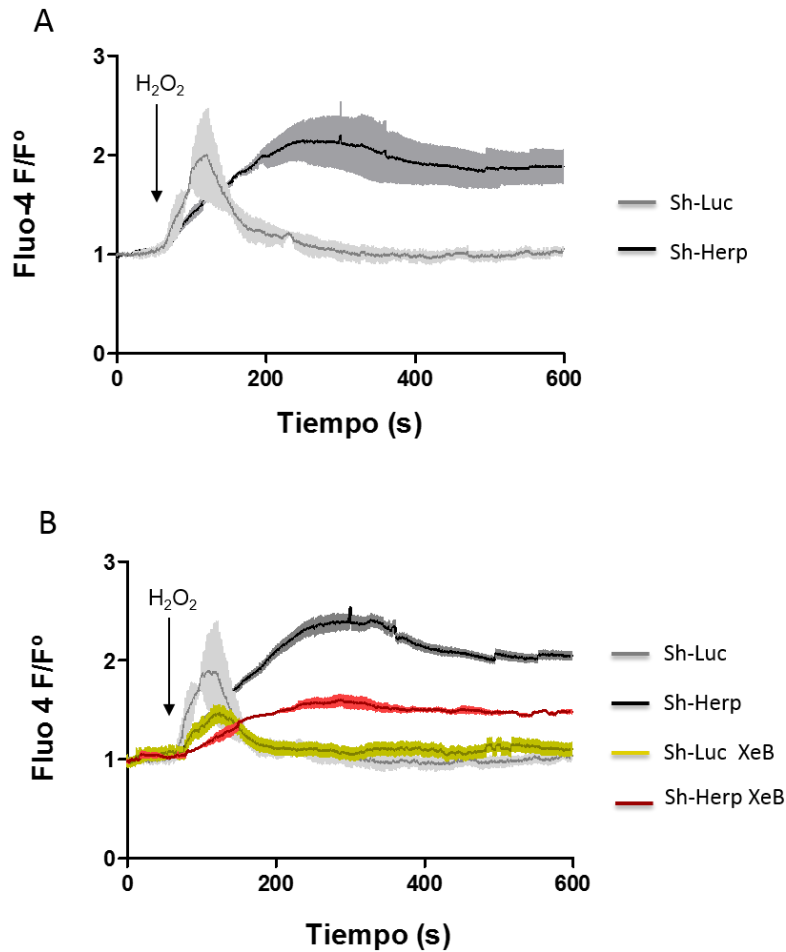 A
3
H₂O₂
2
Sh-Luc
Fluo-4 F/Fº
Sh-Herp
1
0
0 200 400 600
Tiempo (s)
B
3
H₂O₂
Sh-Luc
2
Sh-Herp
Fluo 4 F/Fº
Sh-Luc XeB
1
Sh-Herp XeB
0
0 200 400 600
Tiempo (s)